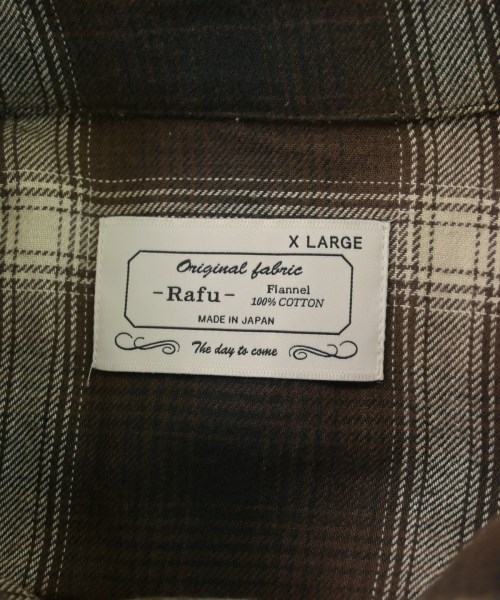 X LARGE
Original fabric
-Rafu- Flannel
100% COTTON
MADE IN JAPAN
The day to come